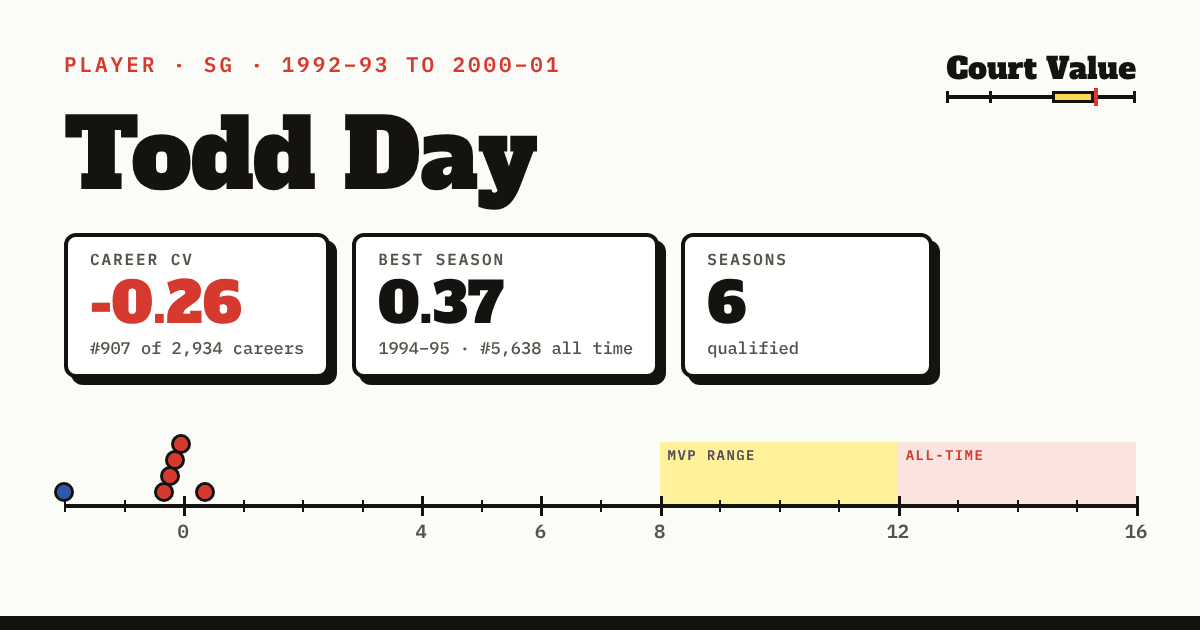 PLAYER · SG · 1992–93 TO 2000–01
Court Value
Todd Day
CAREER CV
-0.26
#907 of 2,934 careers
BEST SEASON
0.37
1994–95 · #5,638 all time
SEASONS
6
qualified
MVP RANGE
ALL-TIME
0 4 6 8 12 16